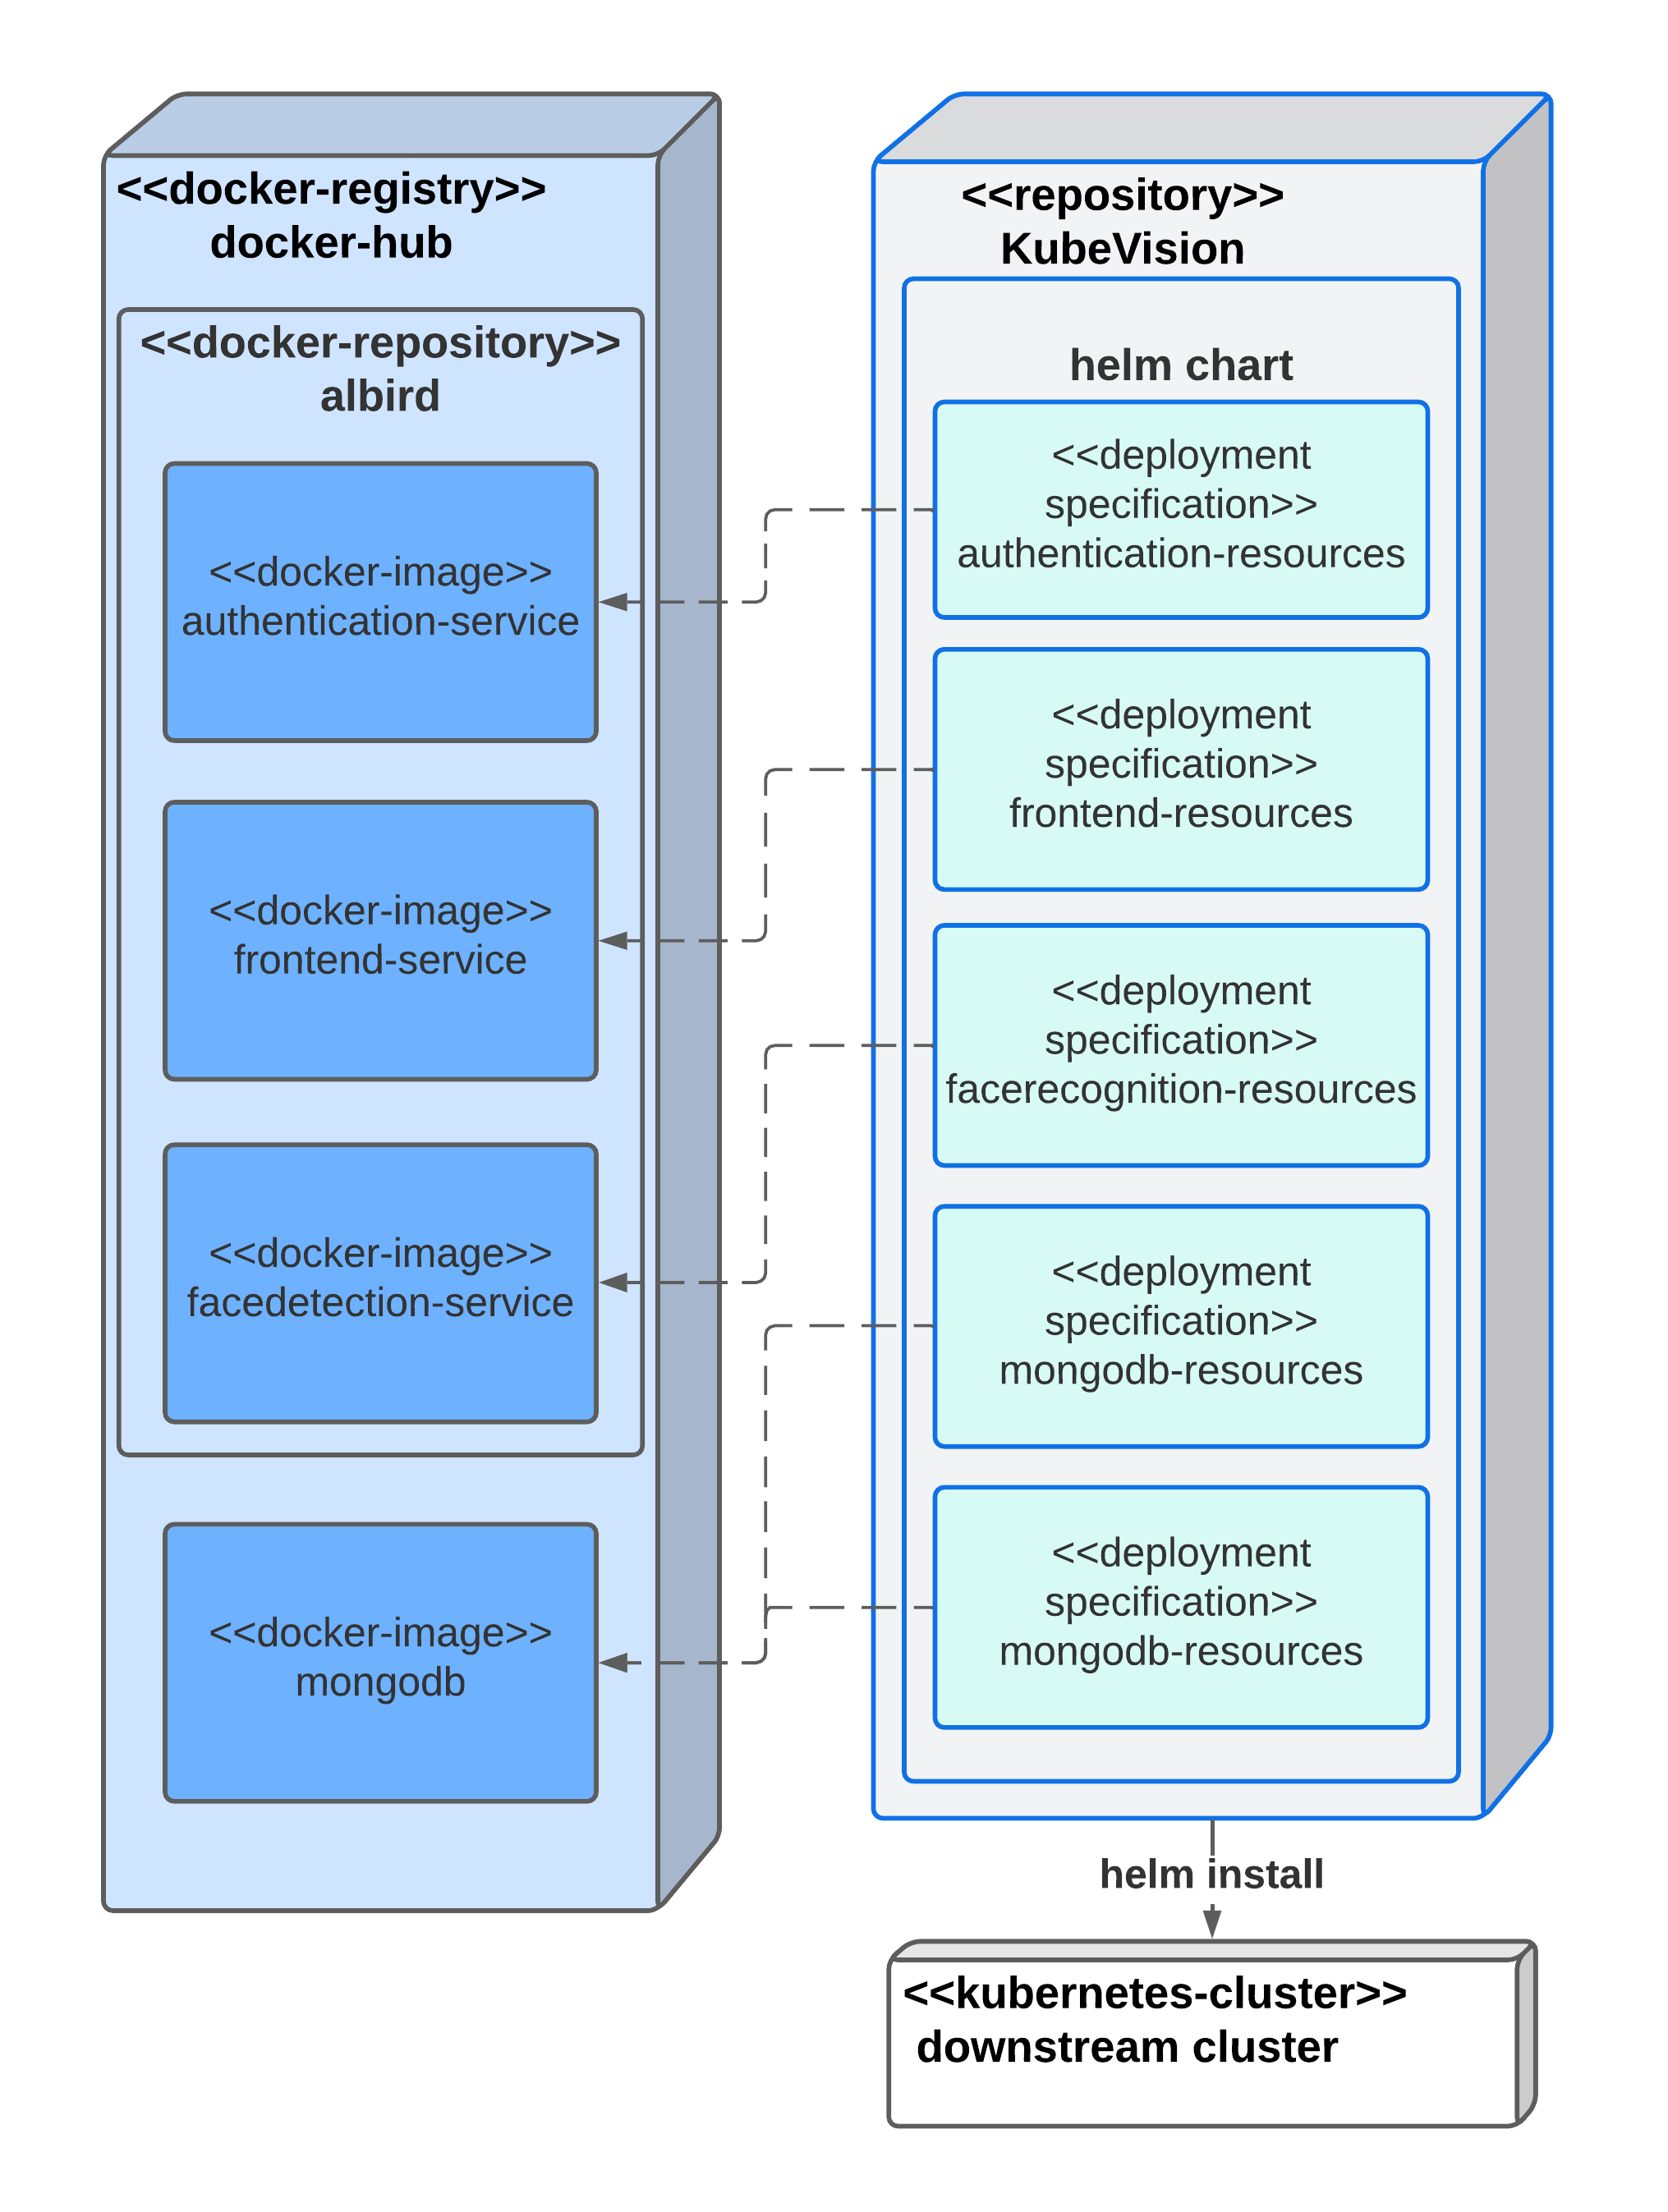 <<docker-registry>>
docker-hub
<<docker-repository>>
albird
<<docker-image>>
authentication-service
<<docker-image>>
frontend-service
<<docker-image>>
facedetection-service
<<docker-image>>
mongodb
<<repository>>
KubeVision
helm chart
<<deployment
specification>>
authentication-resources
<<deployment
specification>>
frontend-resources
<<deployment
specification>>
facerecognition-resources
<<deployment
specification>>
mongodb-resources
<<deployment
specification>>
mongodb-resources
helm install
<<kubernetes-cluster>>
downstream cluster